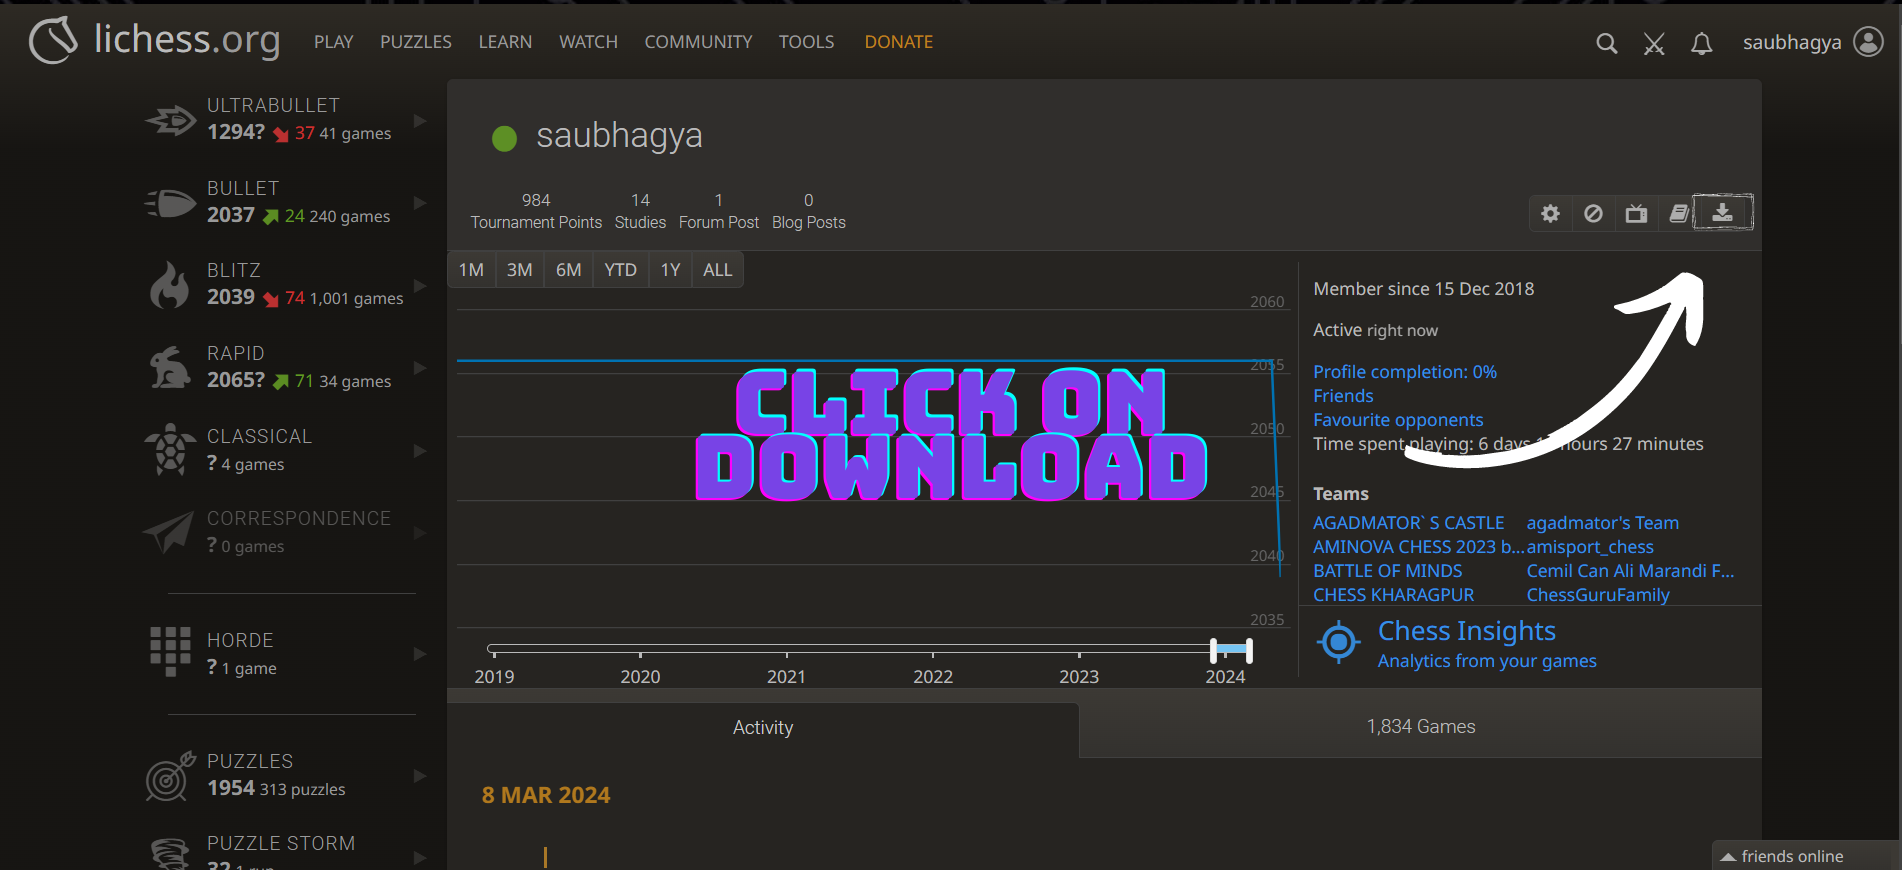 lichess.org PLAY PUZZLES LEARN WATCH COMMUNITY TOOLS DONATE saubhagya
ULTRABULLET
1294? 37 41 games
BULLET
2037 24 240 games
BLITZ
2039 74 1,001 games
RAPID
2065? 71 34 games
CLASSICAL
? 4 games
CORRESPONDENCE
? 0 games
HORDE
? 1 game
PUZZLES
1954 313 puzzles
PUZZLE STORM
32 1 run
saubhagya
984 14 1 0
Tournament Points Studies Forum Post Blog Posts
1M 3M 6M YTD 1Y ALL
2060
2055
2050
2045
2040
2035
CLICK ON
DOWNLOAD
2019 2020 2021 2022 2023 2024
Member since 15 Dec 2018
Active right now
Profile completion: 0%
Friends
Favourite opponents
Time spent playing: 6 days hours 27 minutes
Teams
AGADMATOR`S CASTLE agadmator's Team
AMINOVA CHESS 2023 b... amisport_chess
BATTLE OF MINDS Cemil Can Ali Marandi F...
CHESS KHARAGPUR ChessGuruFamily
Chess Insights
Analytics from your games
Activity 1,834 Games
8 MAR 2024
friends online